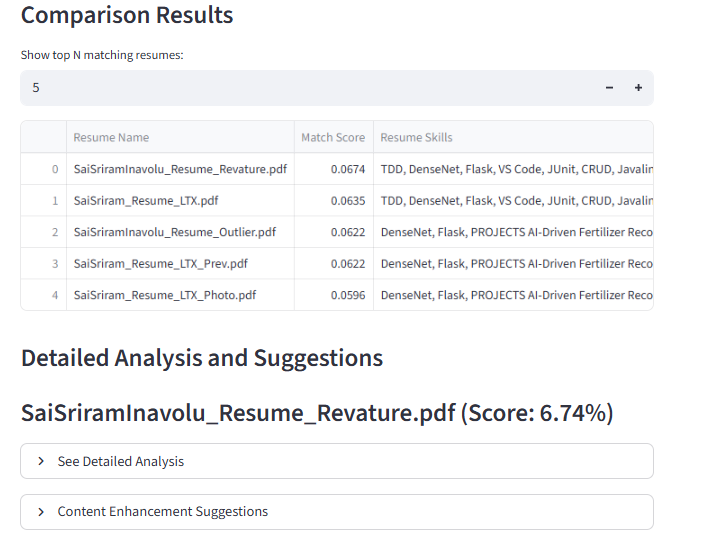 Comparison Results
Show top N matching resumes:
5 − +
Resume Name Match Score Resume Skills
0 SaiSriramInavolu_Resume_Revature.pdf 0.0674 TDD, DenseNet, Flask, VS Code, JUnit, CRUD, Javalin
1 SaiSriram_Resume_LTX.pdf 0.0635 TDD, DenseNet, Flask, VS Code, JUnit, CRUD, Javalin
2 SaiSriramInavolu_Resume_Outlier.pdf 0.0622 DenseNet, Flask, PROJECTS AI-Driven Fertilizer Reco
3 SaiSriram_Resume_LTX_Prev.pdf 0.0622 DenseNet, Flask, PROJECTS AI-Driven Fertilizer Reco
4 SaiSriram_Resume_LTX_Photo.pdf 0.0596 DenseNet, Flask, PROJECTS AI-Driven Fertilizer Reco
Detailed Analysis and Suggestions
SaiSriramInavolu_Resume_Revature.pdf (Score: 6.74%)
See Detailed Analysis
Content Enhancement Suggestions